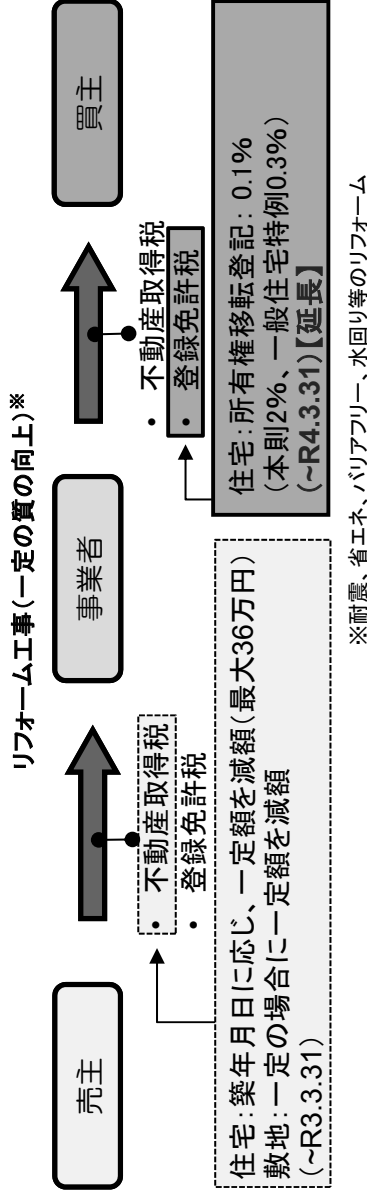 リフォーム工事(一定の質の向上)※
売主
事業者
買主
・ 不動産取得税
・ 登録免許税
・ 不動産取得税
・ 登録免許税
住宅:築年月日に応じ、一定額を減額(最大36万円)
敷地:一定の場合に一定額を減額
(~R3.3.31)
住宅:所有権移転登記: 0.1%
(本則2%、一般住宅特例0.3%)
(~R4.3.31)【延長】
※耐震、省エネ、バリアフリー、水回り等のリフォーム